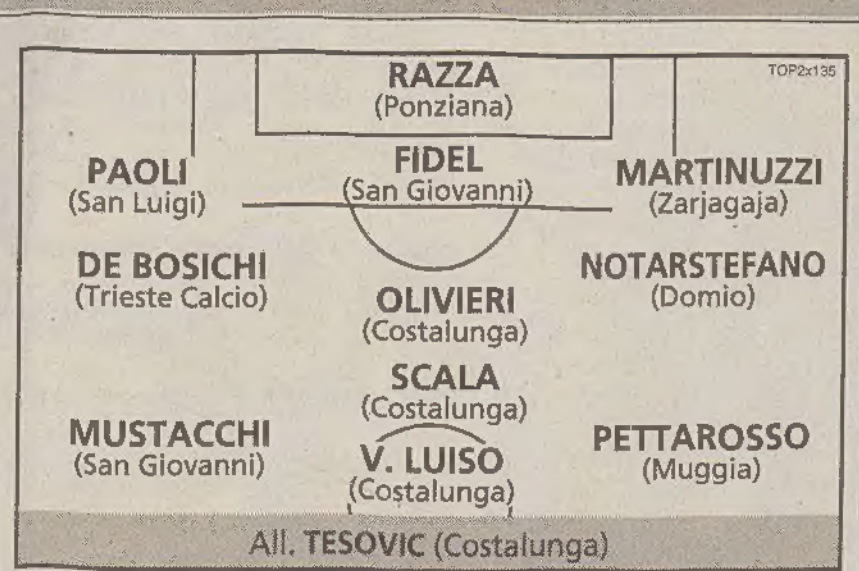 TOP2x135
RAZZA
(Ponziana)
PAOLI
(San Luigi)
FIDEL
(San Giovanni)
MARTINUZZI
(Zarjagaja)
DE BOSICHI
(Trieste Calcio)
OLIVIERI
(Costalunga)
NOTARSTEFANO
(Domio)
SCALA
(Costalunga)
MUSTACCHI
(San Giovanni)
V. LUISO
(Costalunga)
PETTAROSSO
(Muggia)
All. TESOVIC (Costalunga)